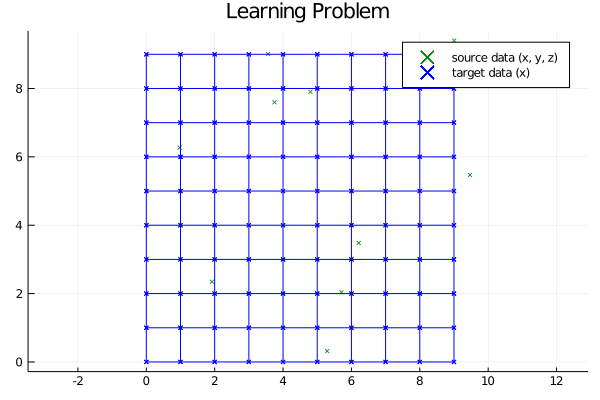 Learning Problem
source data (x, y, z)
target data (x)
8
6
4
2
0
-2 0 2 4 6 8 10 12